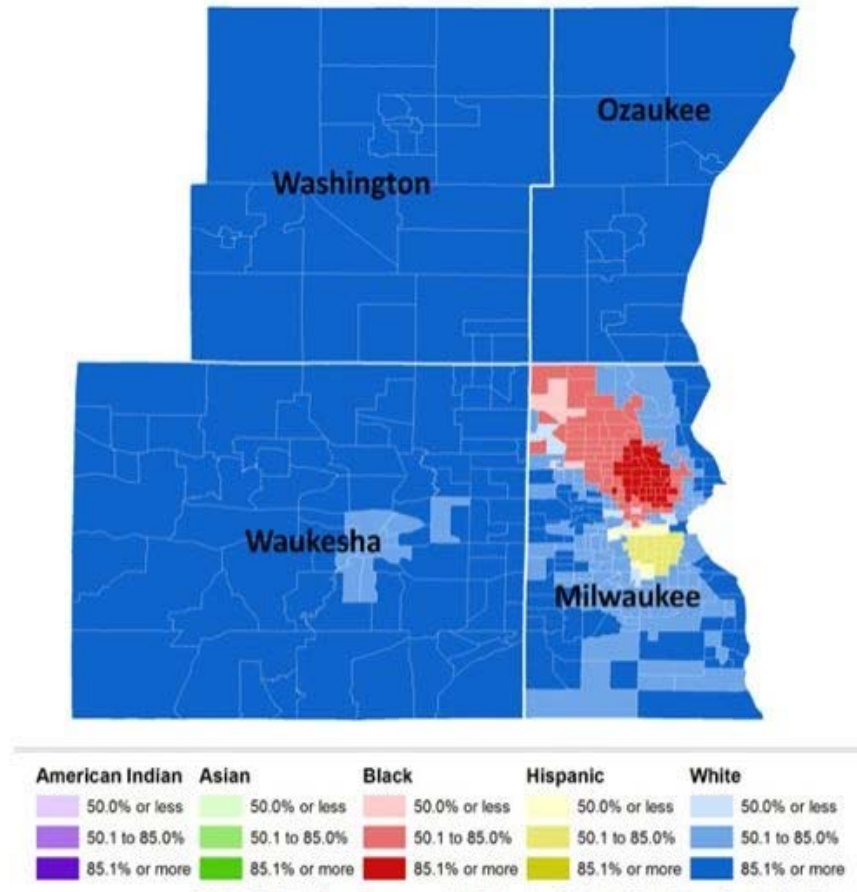 Ozaukee
Washington
Waukesha
Milwaukee
American Indian Asian Black Hispanic White
50.0% or less 50.0% or less 50.0% or less 50.0% or less 50.0% or less
50.1 to 85.0% 50.1 to 85.0% 50.1 to 85.0% 50.1 to 85.0% 50.1 to 85.0%
85.1% or more 85.1% or more 85.1% or more 85.1% or more 85.1% or more